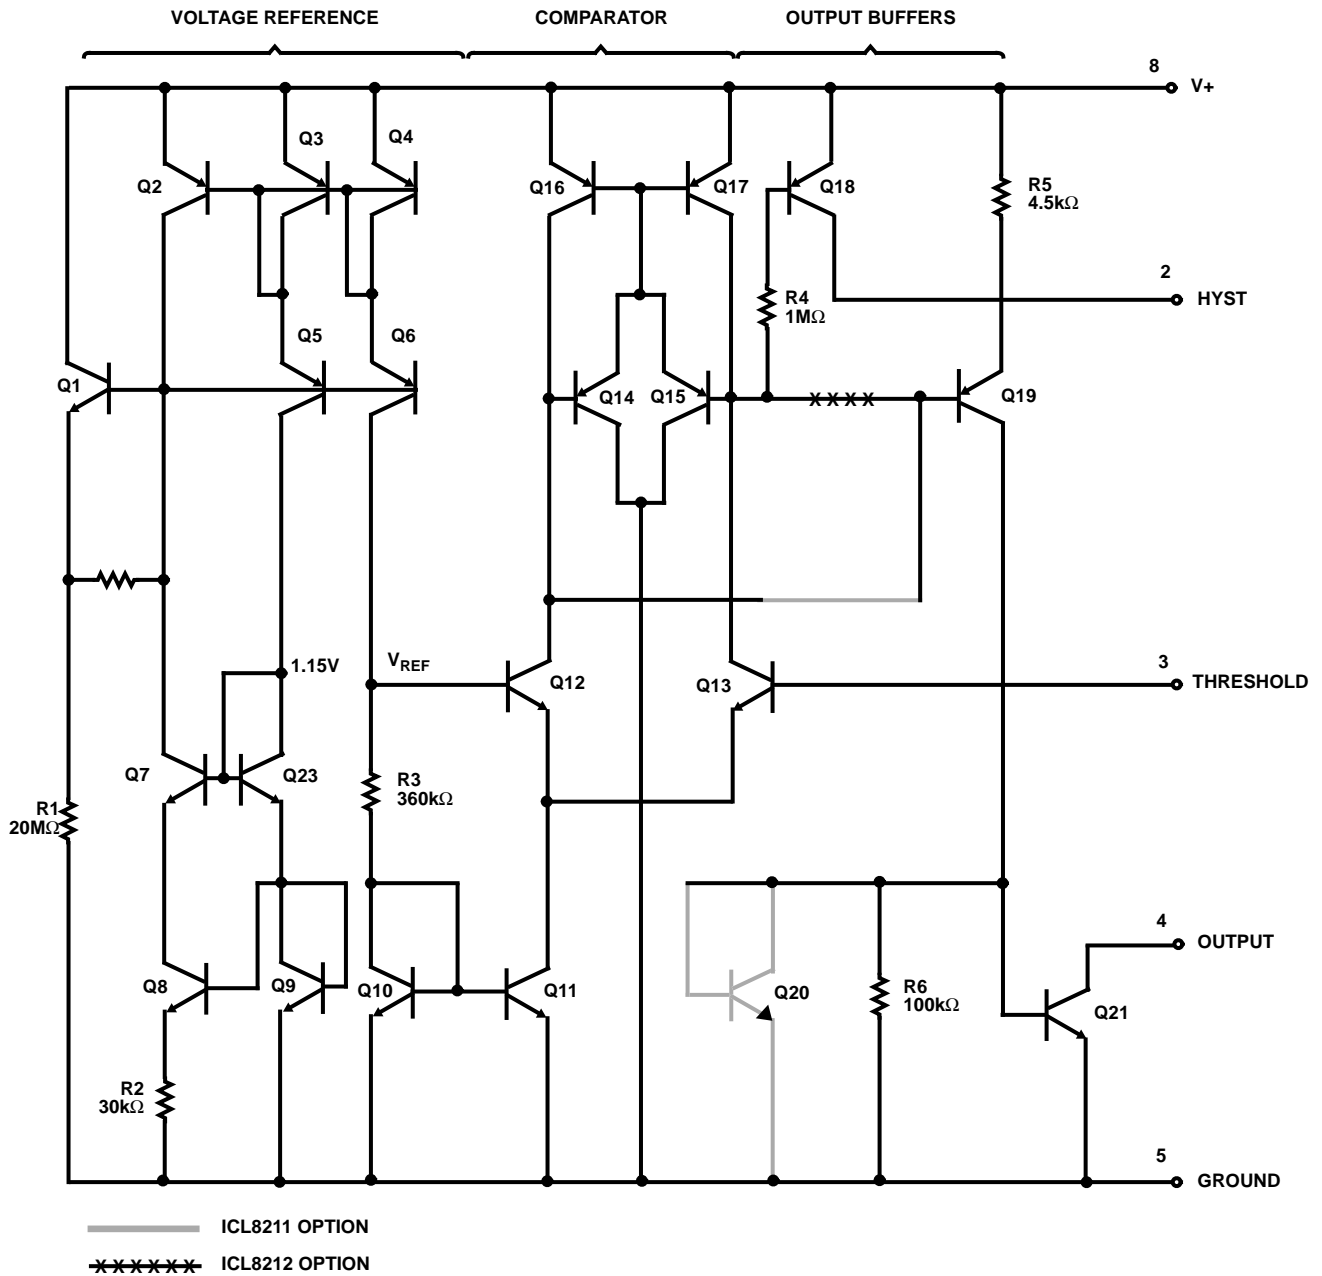 VOLTAGE REFERENCE
COMPARATOR
OUTPUT BUFFERS
8
V+
Q3
Q4
Q2
Q16
Q17
Q18
R5
4.5kΩ
2
HYST
R4
1MΩ
Q5
Q6
Q1
Q14
Q15
X X X X
Q19
1.15V
VREF
Q12
Q13
3
THRESHOLD
Q7
Q23
R3
360kΩ
R1
20MΩ
4
OUTPUT
Q8
Q9
Q10
Q11
Q20
R6
100kΩ
Q21
R2
30kΩ
5
GROUND
ICL8211 OPTION
X X X X X X ICL8212 OPTION